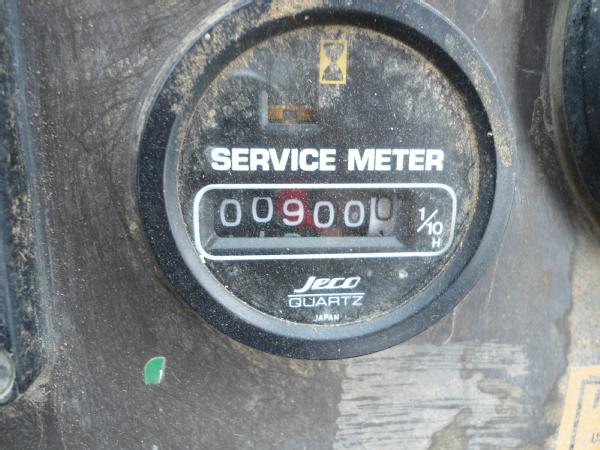 SERVICE METER
009000 1/10
H
Jeco
QUARTZ
JAPAN